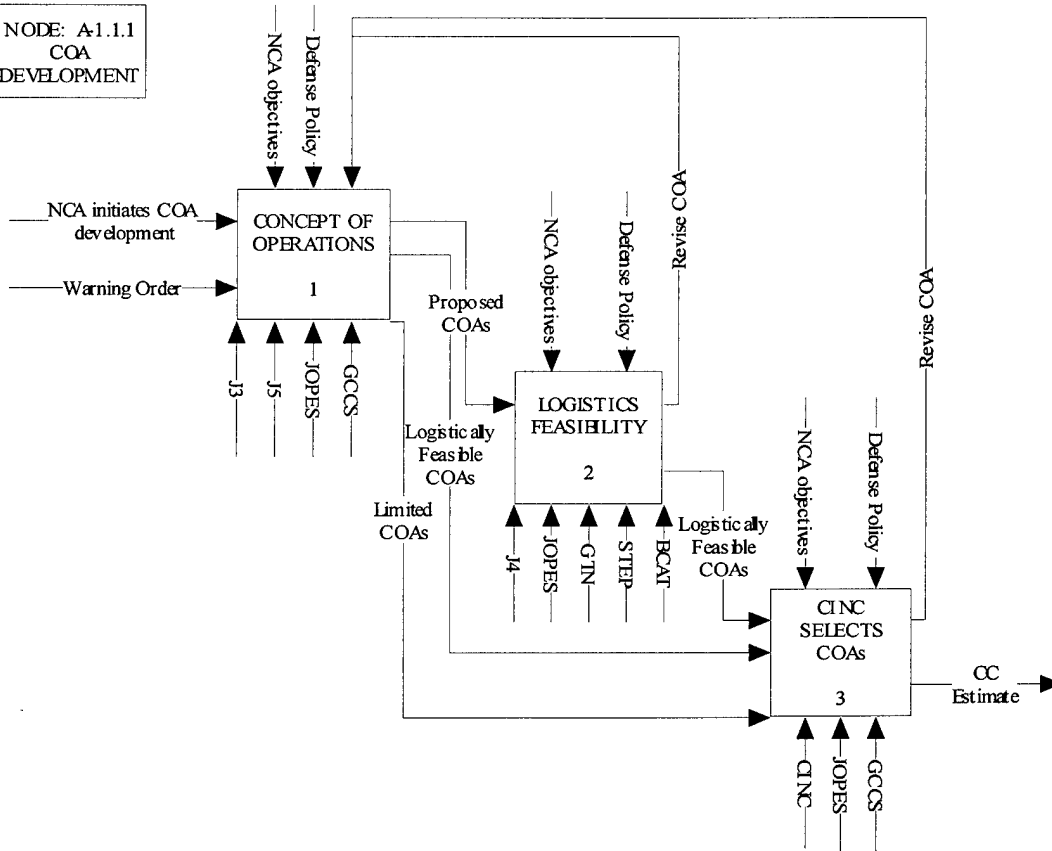 NODE: A-1.1.1
COA
DEVELOPMENT
NCA objectives
Defense Policy
NCA initiates COA
development
Warning Order
CONCEPT OF
OPERATIONS
1
J3
J5
JOPES
GCCS
Proposed
COAs
Logistically
Feasible
COAs
Limited
COAs
Revise COA
NCA objectives
Defense Policy
LOGISTICS
FEASIBILITY
2
J4
JOPES
GTN
STEP
BCAT
Logistically
Feasible
COAs
Revise COA
NCA objectives
Defense Policy
CINC
SELECTS
COAs
3
CINC
JOPES
GCCS
CC
Estimate